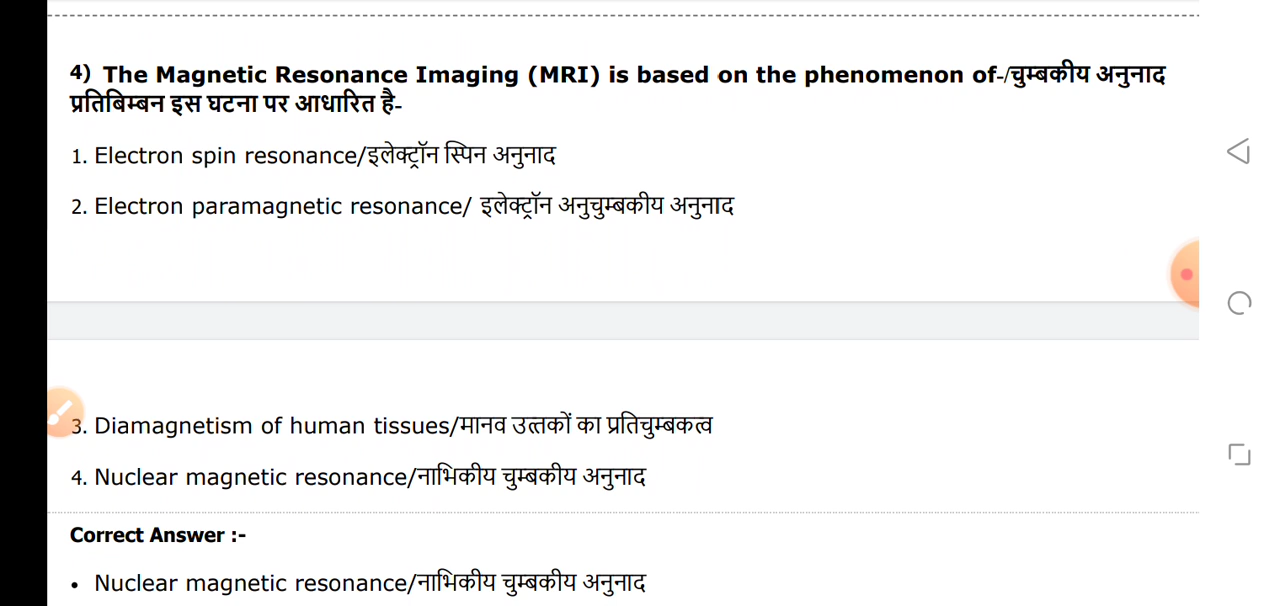 4) The Magnetic Resonance Imaging (MRI) is based on the phenomenon of-/चुम्बकीय अनुनाद
प्रतिबिम्बन इस घटना पर आधारित है-
1. Electron spin resonance/इलेक्ट्रॉन स्पिन अनुनाद
2. Electron paramagnetic resonance/ इलेक्ट्रॉन अनुचुम्बकीय अनुनाद
3. Diamagnetism of human tissues/मानव उत्तकों का प्रतिचुम्बकत्व
4. Nuclear magnetic resonance/नाभिकीय चुम्बकीय अनुनाद
Correct Answer :-
• Nuclear magnetic resonance/नाभिकीय चुम्बकीय अनुनाद